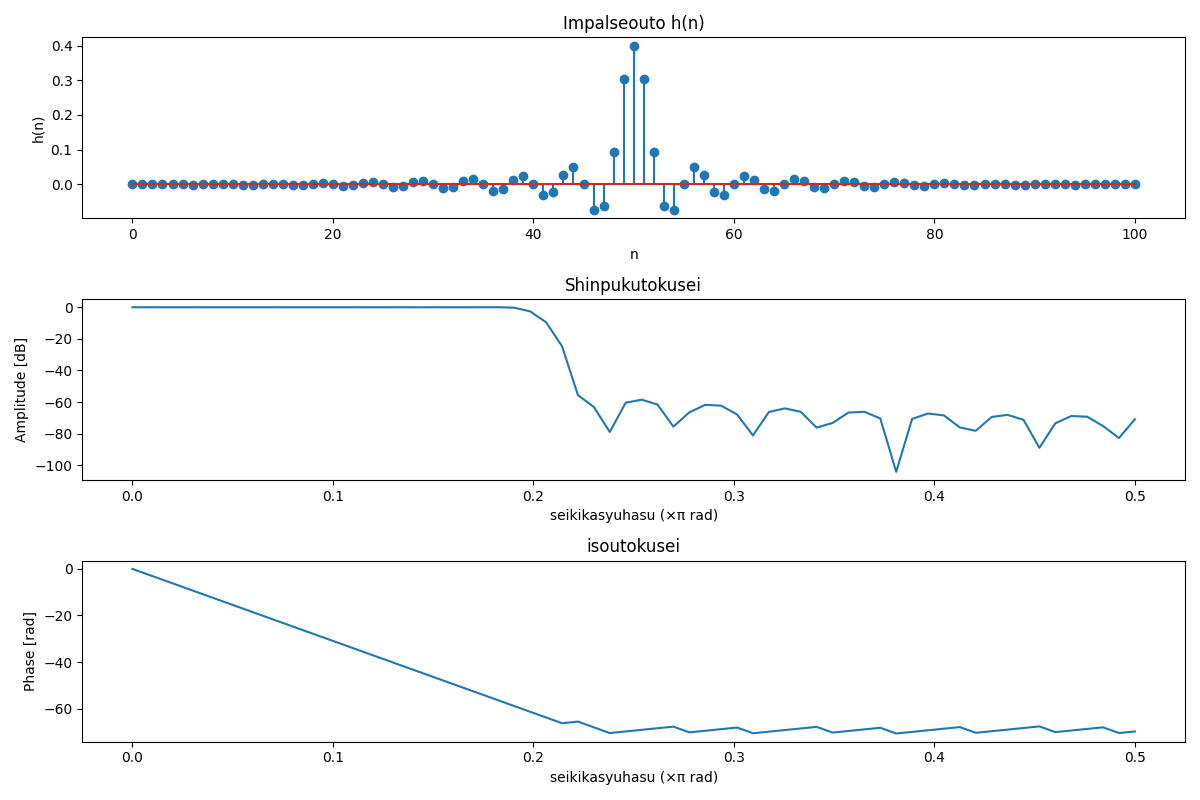 Impalseouto h(n)
h(n)
0.4
0.3
0.2
0.1
0.0
0 20 40 60 80 100
n
Shinpukutokusei
Amplitude [dB]
0
−20
−40
−60
−80
−100
0.0 0.1 0.2 0.3 0.4 0.5
seikikasyuhasu (×π rad)
isoutokusei
Phase [rad]
0
−20
−40
−60
0.0 0.1 0.2 0.3 0.4 0.5
seikikasyuhasu (×π rad)